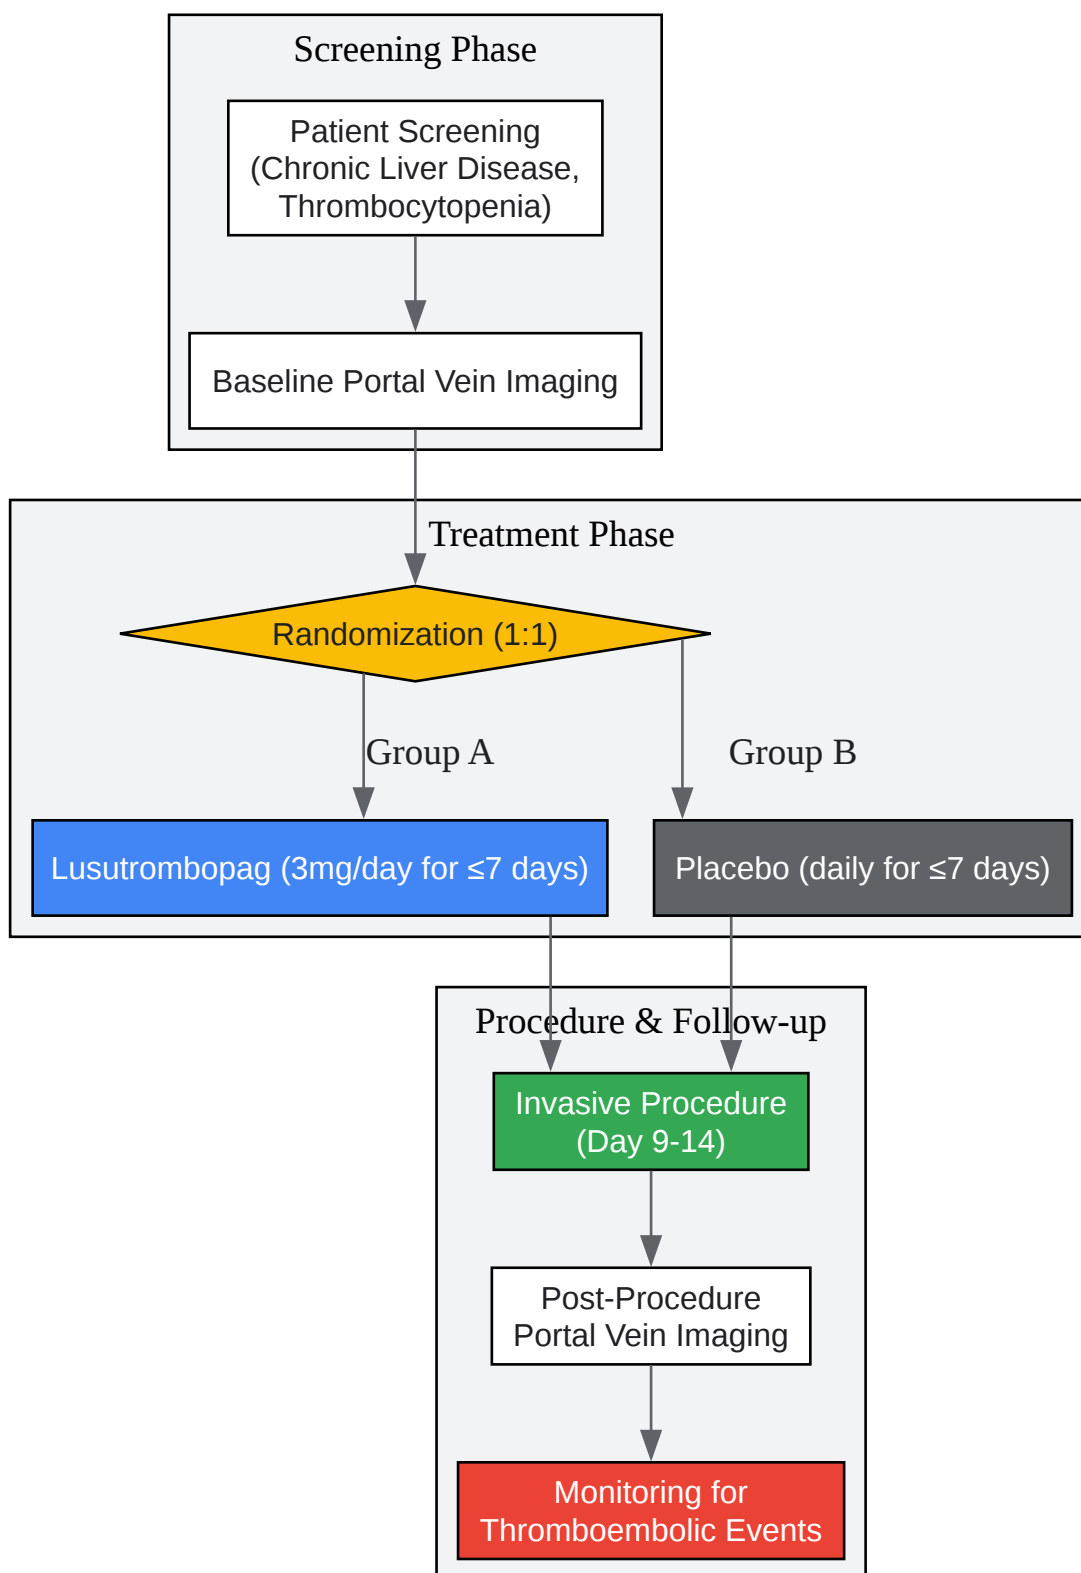 Screening Phase
Patient Screening
(Chronic Liver Disease,
Thrombocytopenia)
Baseline Portal Vein Imaging
Treatment Phase
Randomization (1:1)
Group A
Group B
Lusutrombopag (3mg/day for ≤7 days)
Placebo (daily for ≤7 days)
Procedure & Follow-up
Invasive Procedure
(Day 9-14)
Post-Procedure
Portal Vein Imaging
Monitoring for
Thromboembolic Events